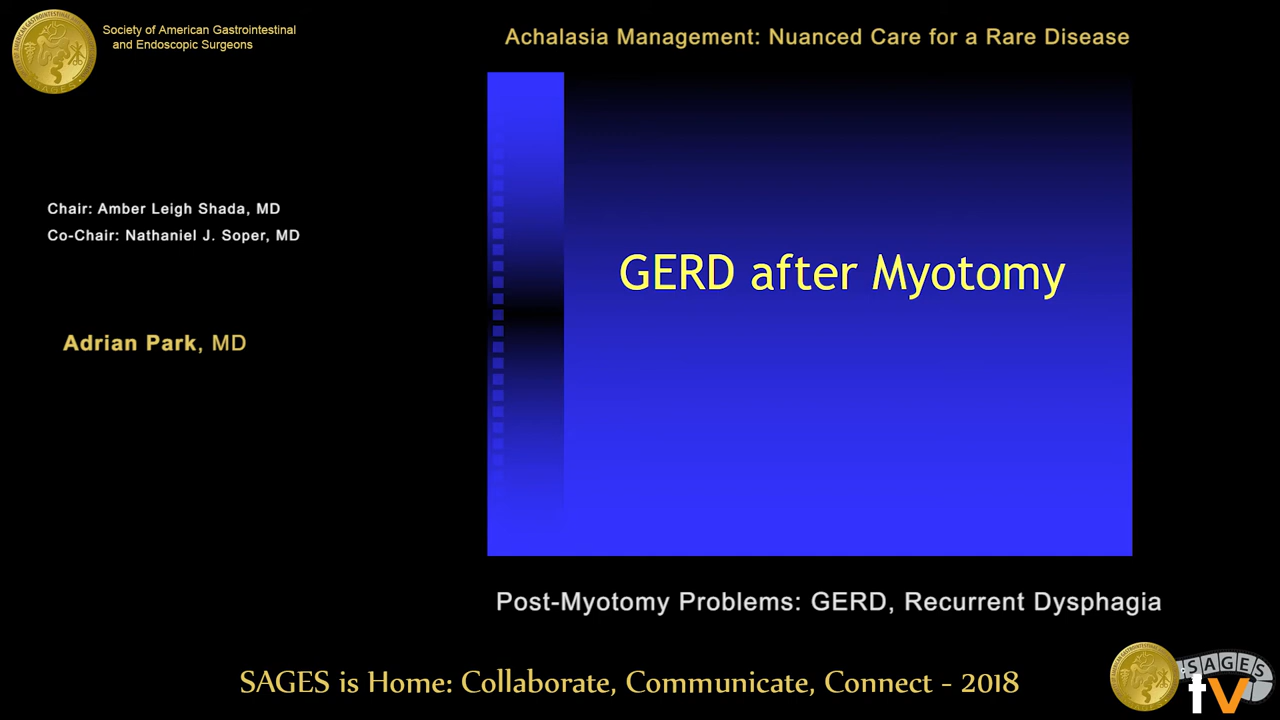 Society of American Gastrointestinal
and Endoscopic Surgeons
Achalasia Management: Nuanced Care for a Rare Disease
Chair: Amber Leigh Shada, MD
Co-Chair: Nathaniel J. Soper, MD
Adrian Park, MD
GERD after Myotomy
Post-Myotomy Problems: GERD, Recurrent Dysphagia
SAGES is Home: Collaborate, Communicate, Connect - 2018
SAGES
tv